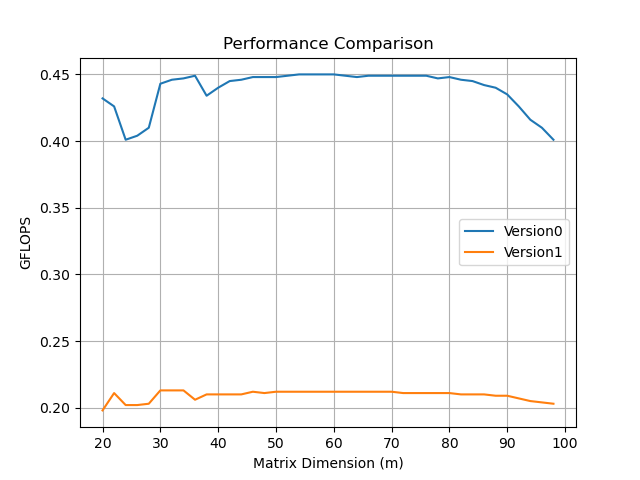 Performance Comparison
0.45
0.40
0.35
0.30
0.25
0.20
GFLOPS
Version0
Version1
20 30 40 50 60 70 80 90 100
Matrix Dimension (m)